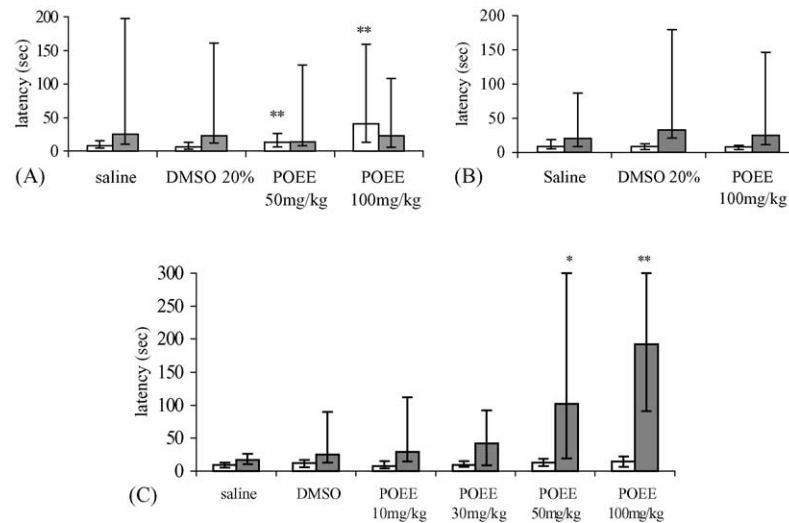 200
150
100
50
0
latency (sec)
**
**
saline
DMSO 20%
POEE
50mg/kg
POEE
100mg/kg
(A)
200
150
100
50
0
latency (sec)
Saline
DMSO 20%
POEE
100mg/kg
(B)
300
250
200
150
100
50
0
latency (sec)
*
**
saline
DMSO
POEE
10mg/kg
POEE
30mg/kg
POEE
50mg/kg
POEE
100mg/kg
(C)